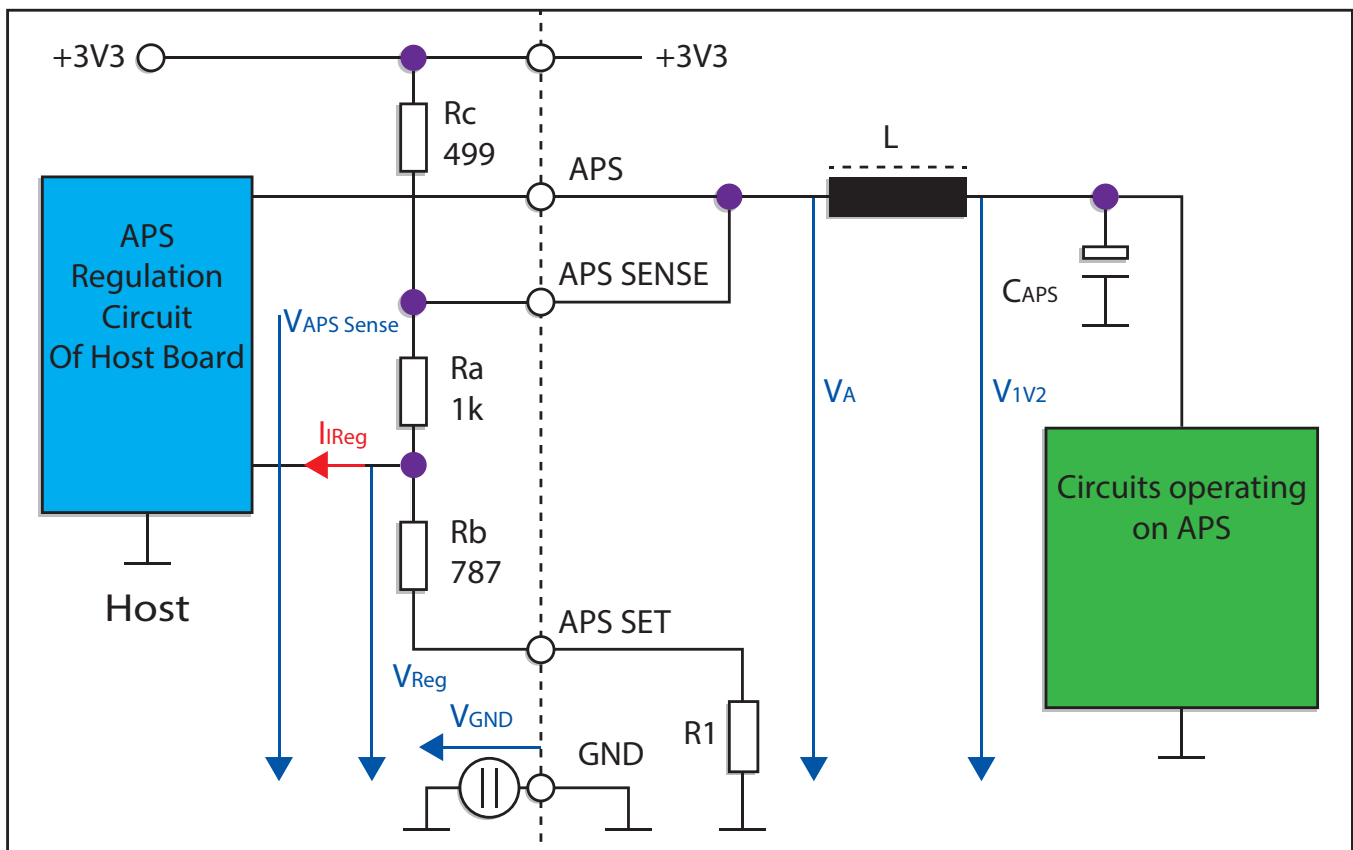 +3V3
+3V3
Rc
499
L
APS
APS
Regulation
Circuit
Of Host Board
APS SENSE
CAPS
VAPS Sense
Ra
1k
VA
V1V2
IIReg
Circuits operating
on APS
Rb
787
Host
APS SET
VReg
VGND
R1
GND